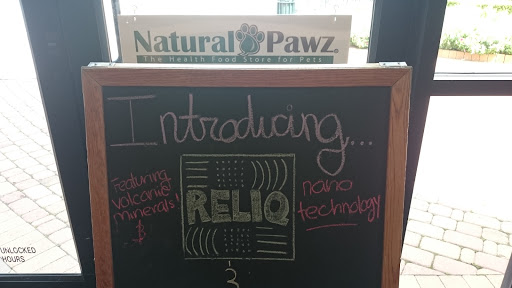 Natural Pawz®
The Health Food Store for Pets
Introducing...
Featuring
volcanic
minerals!
&
RELIQ
nano
technology
UNLOCKED
HOURS